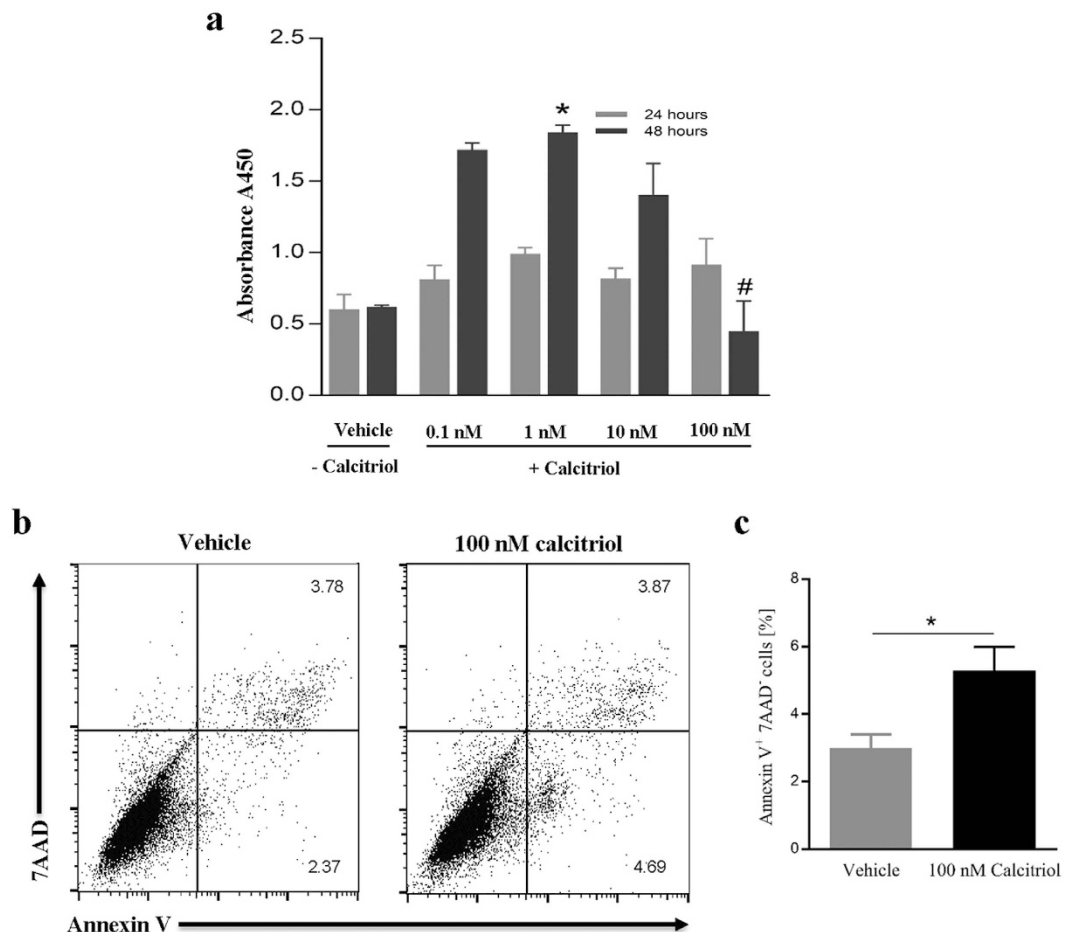 a
2.5
2.0
1.5
1.0
0.5
0.0
Absorbance A450
*
#
24 hours
48 hours
Vehicle 0.1 nM 1 nM 10 nM 100 nM
- Calcitriol + Calcitriol
b
Vehicle
100 nM calcitriol
3.78
2.37
3.87
4.69
7AAD
Annexin V
c
8
6
4
2
0
Annexin V⁺ 7AAD⁻ cells [%]
*
Vehicle 100 nM Calcitriol